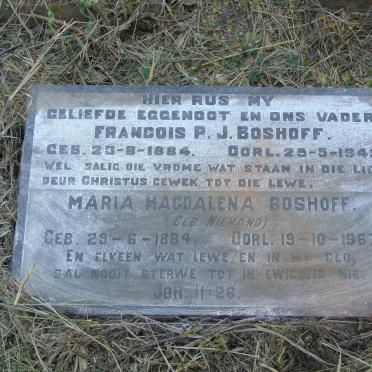 HIER RUS MY
GELIEFDE EGGENOOT EN ONS VADER
FRANCOIS P. J. BOSHOFF.
GEB. 23-8-1884. OORL. 25-5-194
WEL SALIG DIE VROME WAT STAAN IN DIE LIG
DEUR CHRISTUS GEWEK TOT DIE LEWE.
MARIA MAGDALENA BOSHOFF.
(GEB. NIEMAND)
GEB. 29-6-1884. OORL. 19-10-1967
EN ELKEEN WAT LEWE EN IN MY GLO,
SAL NOOIT STERWE TOT IN EWIGHEID NIE.
JOH. 11:26.